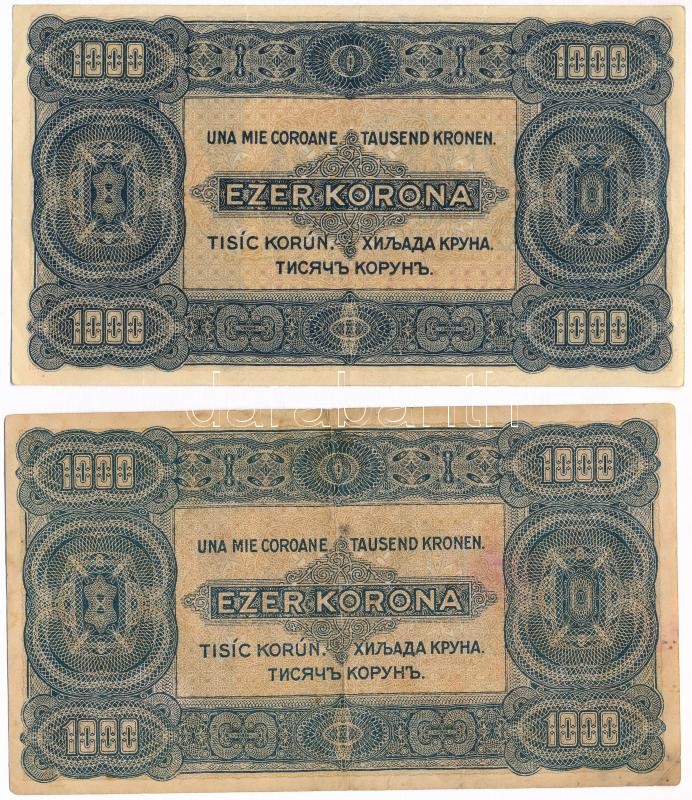 1000 1000
UNA MIE COROANE TAUSEND KRONEN.
EZER KORONA
TISÍC KORÚN. ХИЉАДА КРУНА.
ТИСЯЧЪ КОРУНЪ.
1000 1000
darabanth
1000 1000
UNA MIE COROANE TAUSEND KRONEN.
EZER KORONA
TISÍC KORÚN. ХИЉАДА КРУНА.
ТИСЯЧЪ КОРУНЪ.
1000 1000